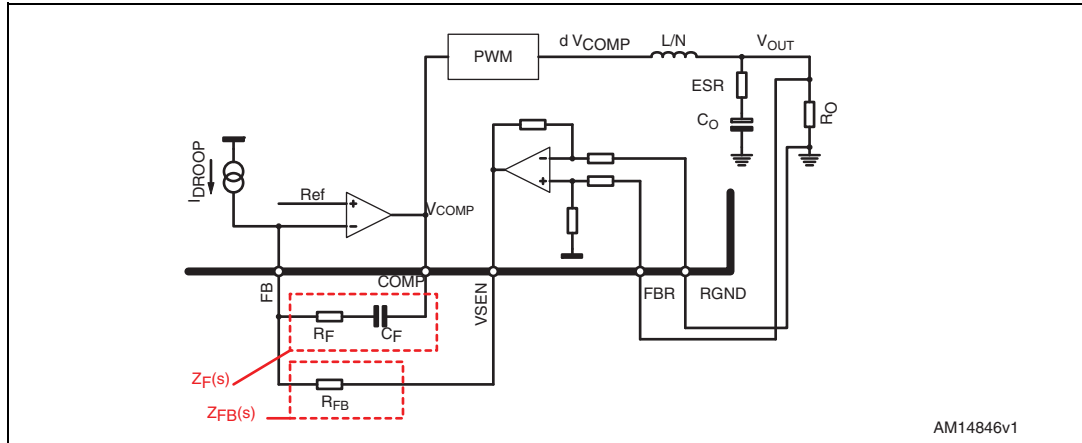 d VCOMP
L/N
VOUT
PWM
ESR
CO
RO
IDROOP
Ref
VCOMP
FB
COMP
VSEN
FBR
RGND
RF
CF
ZF(s)
RFB
ZFB(s)
AM14846v1